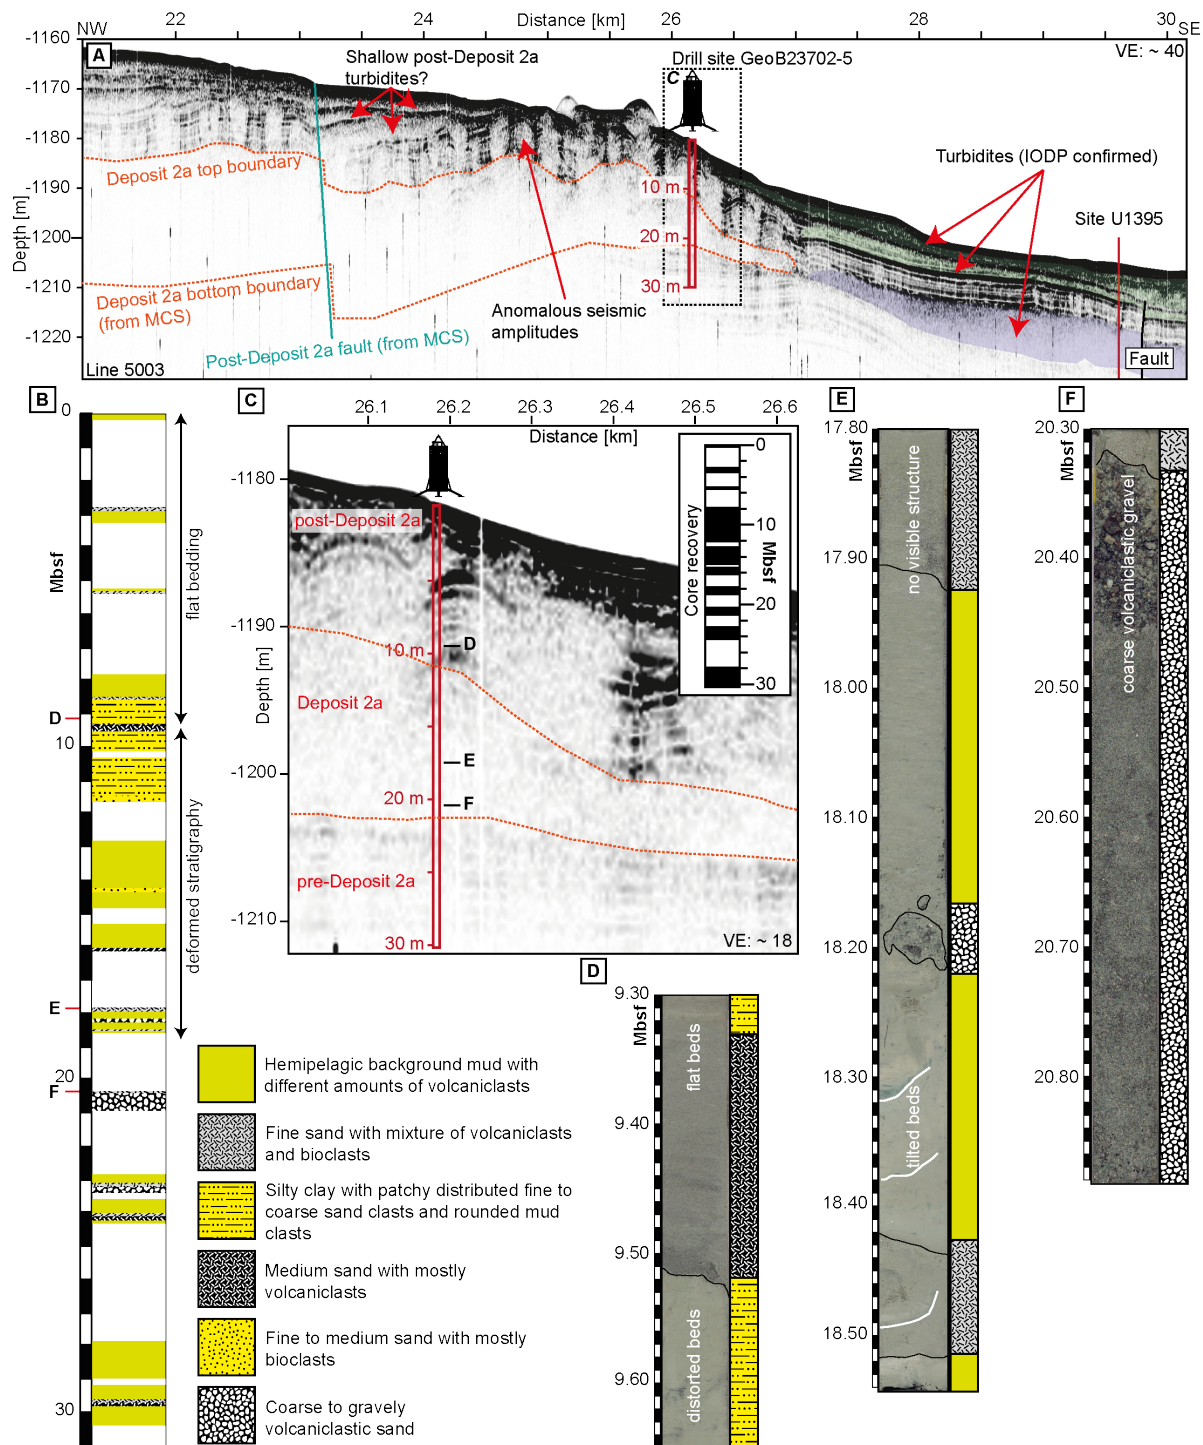 NW
22
24
Distance [km]
26
28
30
SE
-1160
-1170
-1180
-1190
-1200
-1210
-1220
Depth [m]
A
VE: ~ 40
Shallow post-Deposit 2a
turbidites?
Drill site GeoB23702-5
C
Turbidites (IODP confirmed)
Site U1395
Deposit 2a top boundary
10 m
20 m
30 m
Deposit 2a bottom boundary
(from MCS)
Anomalous seismic
amplitudes
Post-Deposit 2a fault (from MCS)
Fault
Line 5003
B
0
10
20
30
Mbsf
D
E
F
flat bedding
deformed stratigraphy
C
26.1
26.2
26.3
26.4
26.5
26.6
Distance [km]
-1180
-1190
-1200
-1210
Depth [m]
post-Deposit 2a
Deposit 2a
pre-Deposit 2a
10 m
20 m
30 m
D
E
F
Core recovery
0
10
20
30
Mbsf
VE: ~ 18
Hemipelagic background mud with
different amounts of volcaniclasts
Fine sand with mixture of volcaniclasts
and bioclasts
Silty clay with patchy distributed fine to
coarse sand clasts and rounded mud
clasts
Medium sand with mostly
volcaniclasts
Fine to medium sand with mostly
bioclasts
Coarse to gravely
volcaniclastic sand
D
9.30
9.40
9.50
9.60
Mbsf
flat beds
distorted beds
E
17.80
17.90
18.00
18.10
18.20
18.30
18.40
18.50
Mbsf
no visible structure
tilted beds
F
20.30
20.40
20.50
20.60
20.70
20.80
Mbsf
coarse volcaniclastic gravel